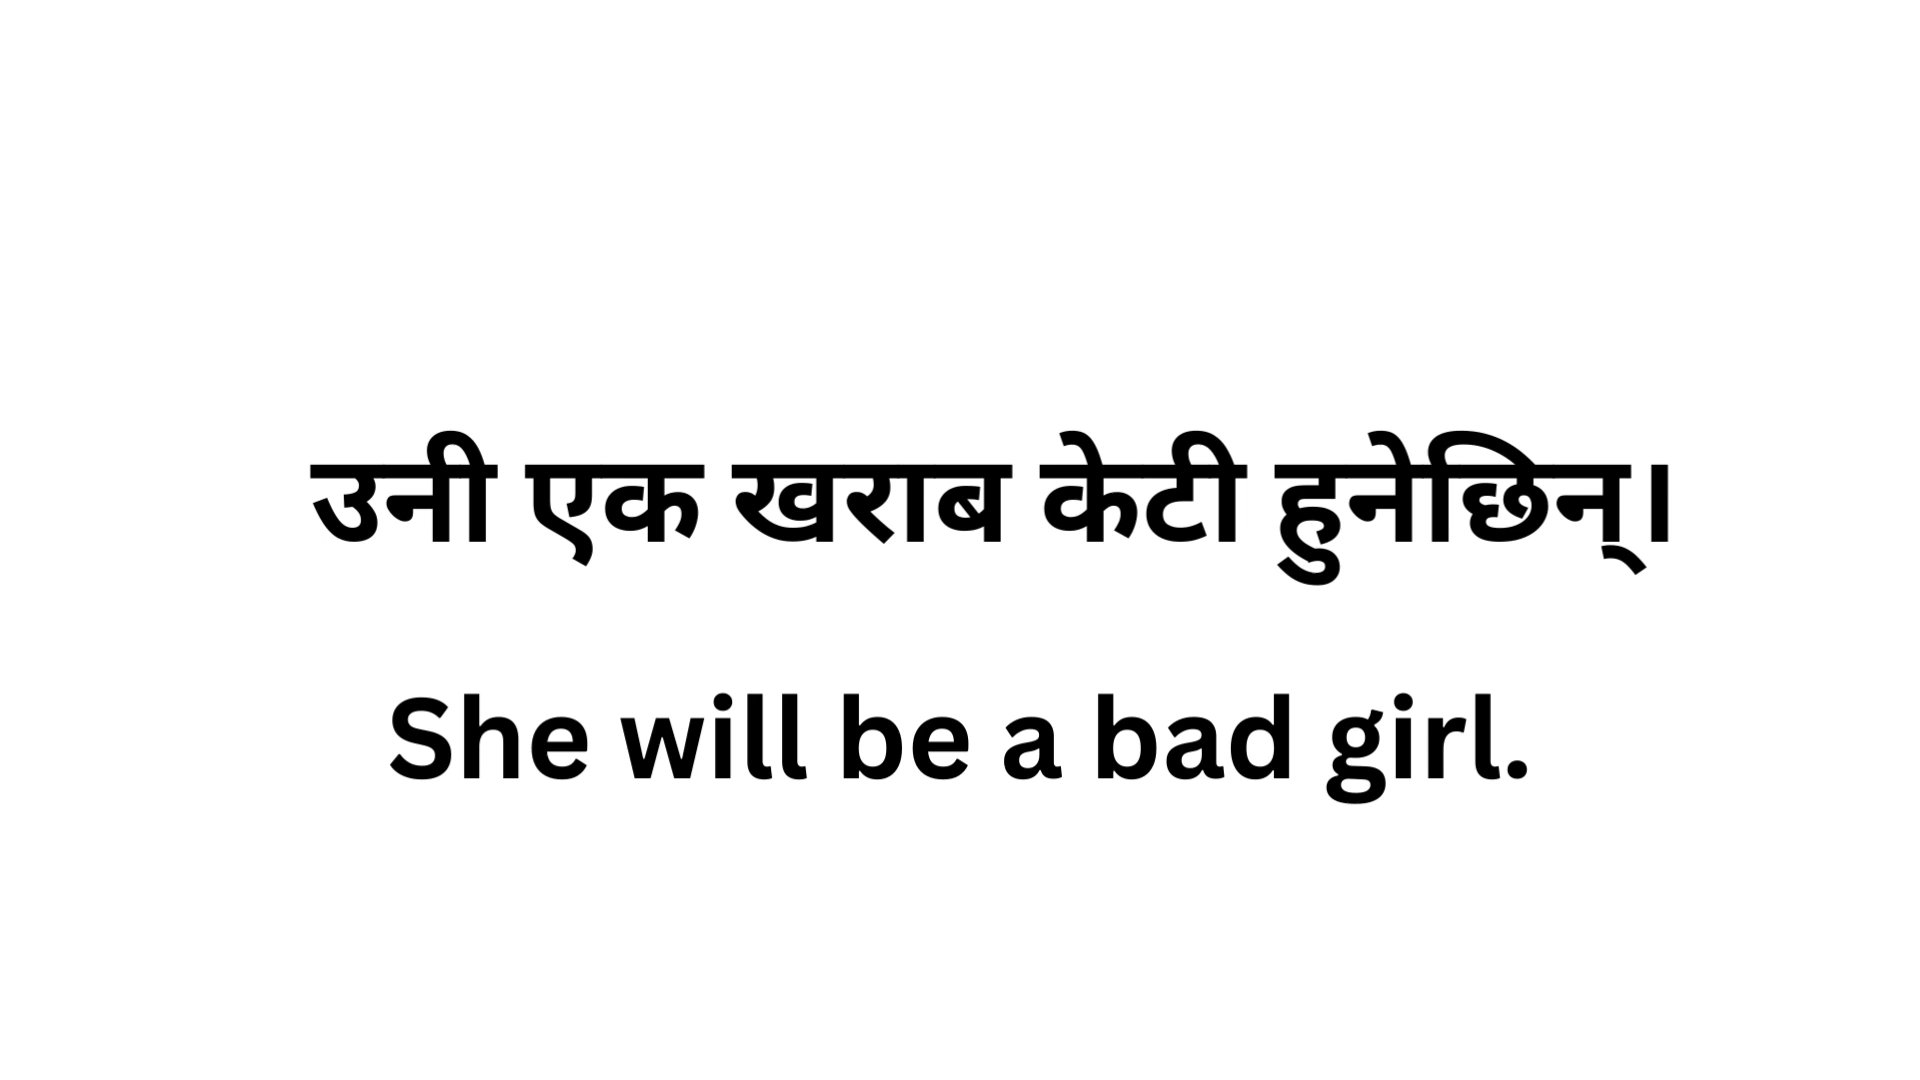 उनी एक खराब केटी हुनेछिन्।
She will be a bad girl.